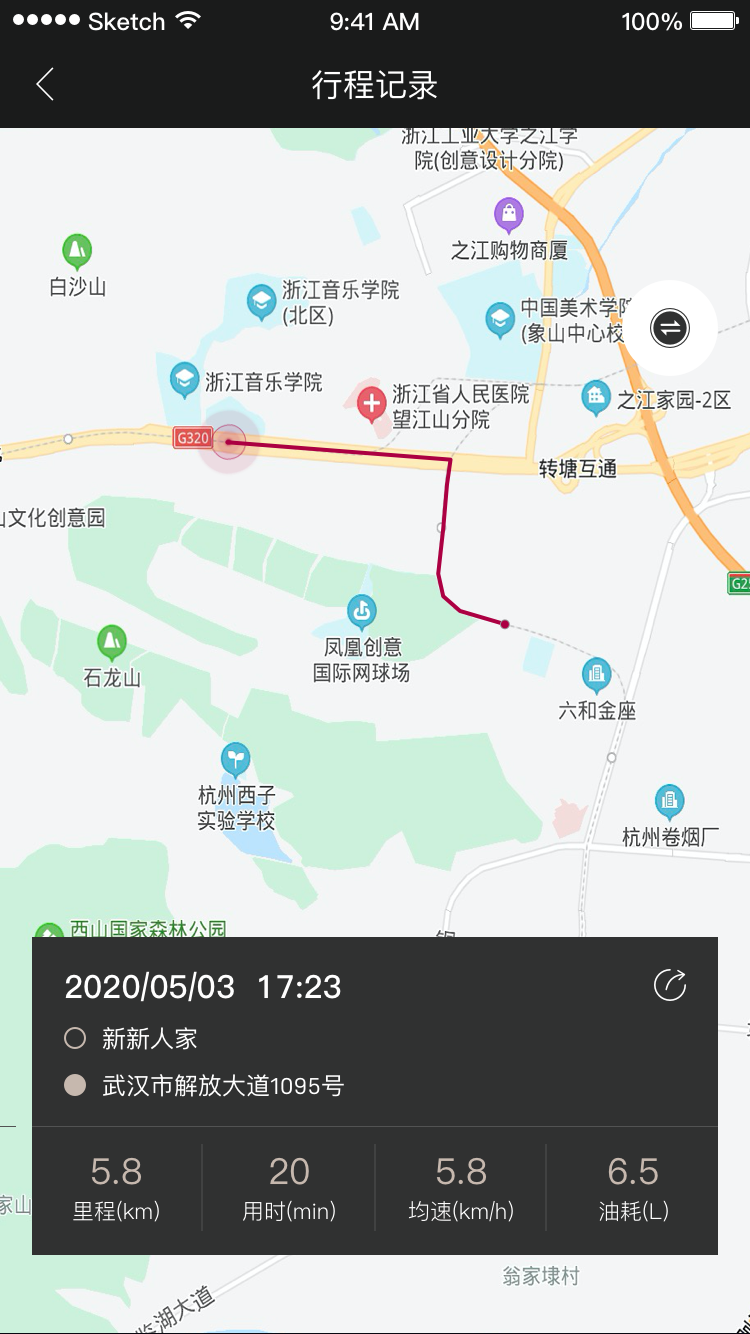 Sketch 9:41 AM 100%
行程记录
浙江工业大学之江学
院(创意设计分院)
之江购物商厦
白沙山
浙江音乐学院
(北区)
中国美术学院
(象山中心校
浙江音乐学院
浙江省人民医院
望江山分院
之江家园-2区
G320
转塘互通
山文化创意园
G2
凤凰创意
国际网球场
石龙山
六和金座
杭州西子
实验学校
杭州卷烟厂
西山国家森林公园
2020/05/03 17:23
新新人家
武汉市解放大道1095号
5.8 20 5.8 6.5
里程(km) 用时(min) 均速(km/h) 油耗(L)
家山
翁家埭村
临湖大道